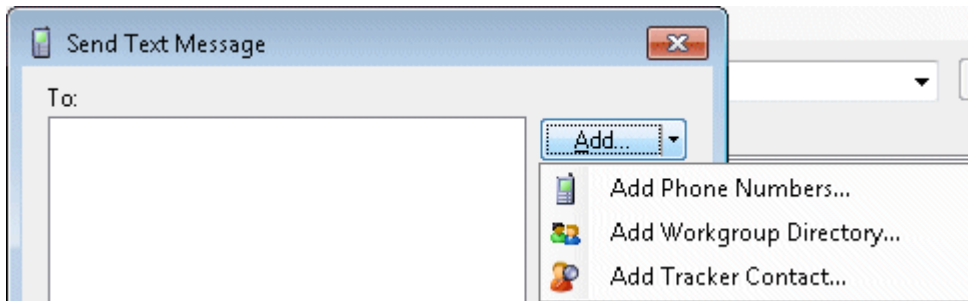 Send Text Message
To:
Add...
Add Phone Numbers...
Add Workgroup Directory...
Add Tracker Contact...